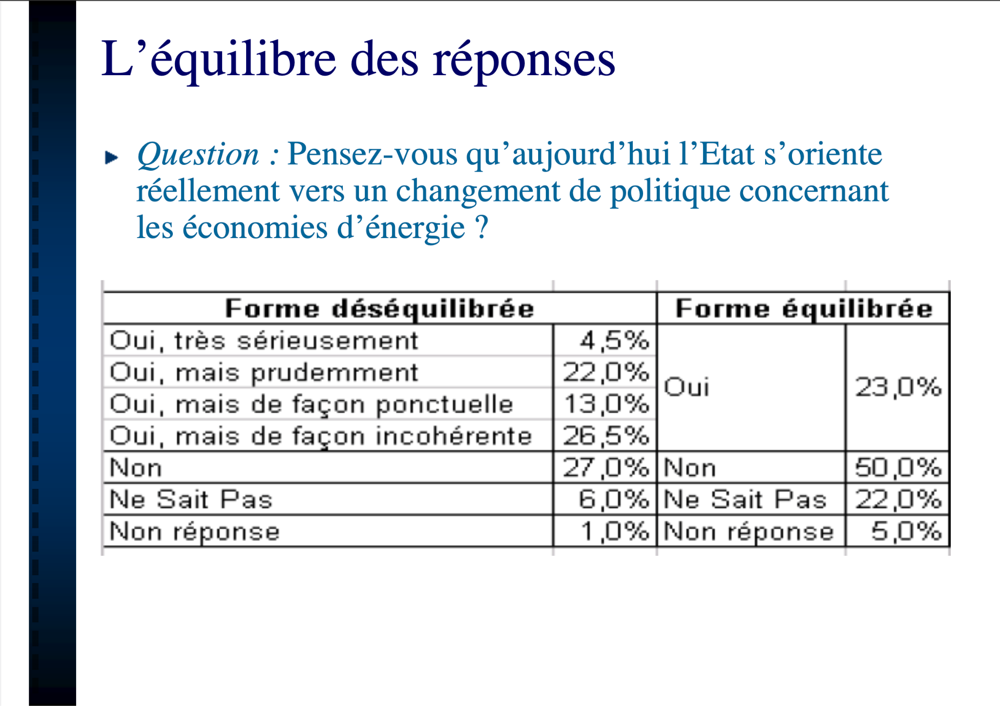 L’équilibre des réponses
Question : Pensez-vous qu’aujourd’hui l’Etat s’oriente
réellement vers un changement de politique concernant
les économies d’énergie ?
Forme déséquilibrée Forme équilibrée
Oui, très sérieusement 4,5%
Oui, mais prudemment 22,0%
Oui 23,0%
Oui, mais de façon ponctuelle 13,0%
Oui, mais de façon incohérente 26,5%
Non 27,0% Non 50,0%
Ne Sait Pas 6,0% Ne Sait Pas 22,0%
Non réponse 1,0% Non réponse 5,0%